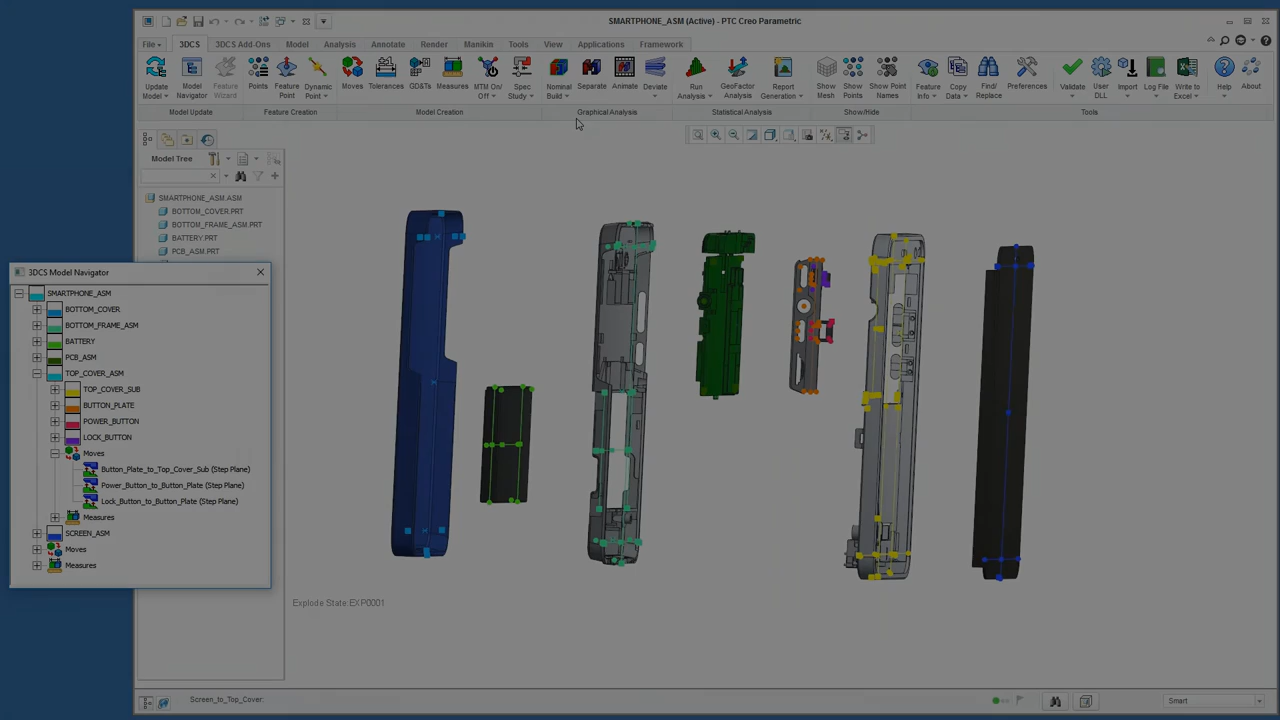 SMARTPHONE_ASM (Active) - PTC Creo Parametric
File 3DCS 3DCS Add-Ons Model Analysis Annotate Render Manikin Tools View Applications Framework
Update Model Model Navigator Feature Wizard Points Feature Point Dynamic Point Moves Tolerances GD&Ts Measures MTM On/Off Spec Study Nominal Build Separate Animate Deviate Run Analysis GeoFactor Analysis Report Generation Show Mesh Show Points Show Point Names Feature Info Copy Data Find/Replace Preferences Validate User DLL Import Log File Write to Excel Help About
Model Update Feature Creation Model Creation Graphical Analysis Statistical Analysis Show/Hide Tools
Model Tree
SMARTPHONE_ASM.ASM
BOTTOM_COVER.PRT
BOTTOM_FRAME_ASM.PRT
BATTERY.PRT
PCB_ASM.PRT
3DCS Model Navigator
SMARTPHONE_ASM
BOTTOM_COVER
BOTTOM_FRAME_ASM
BATTERY
PCB_ASM
TOP_COVER_ASM
TOP_COVER_SUB
BUTTON_PLATE
POWER_BUTTON
LOCK_BUTTON
Moves
Button_Plate_to_Top_Cover_Sub (Step Plane)
Power_Button_to_Button_Plate (Step Plane)
Lock_Button_to_Button_Plate (Step Plane)
Measures
SCREEN_ASM
Moves
Measures
Explode State:EXP0001
Screen_to_Top_Cover:
Smart